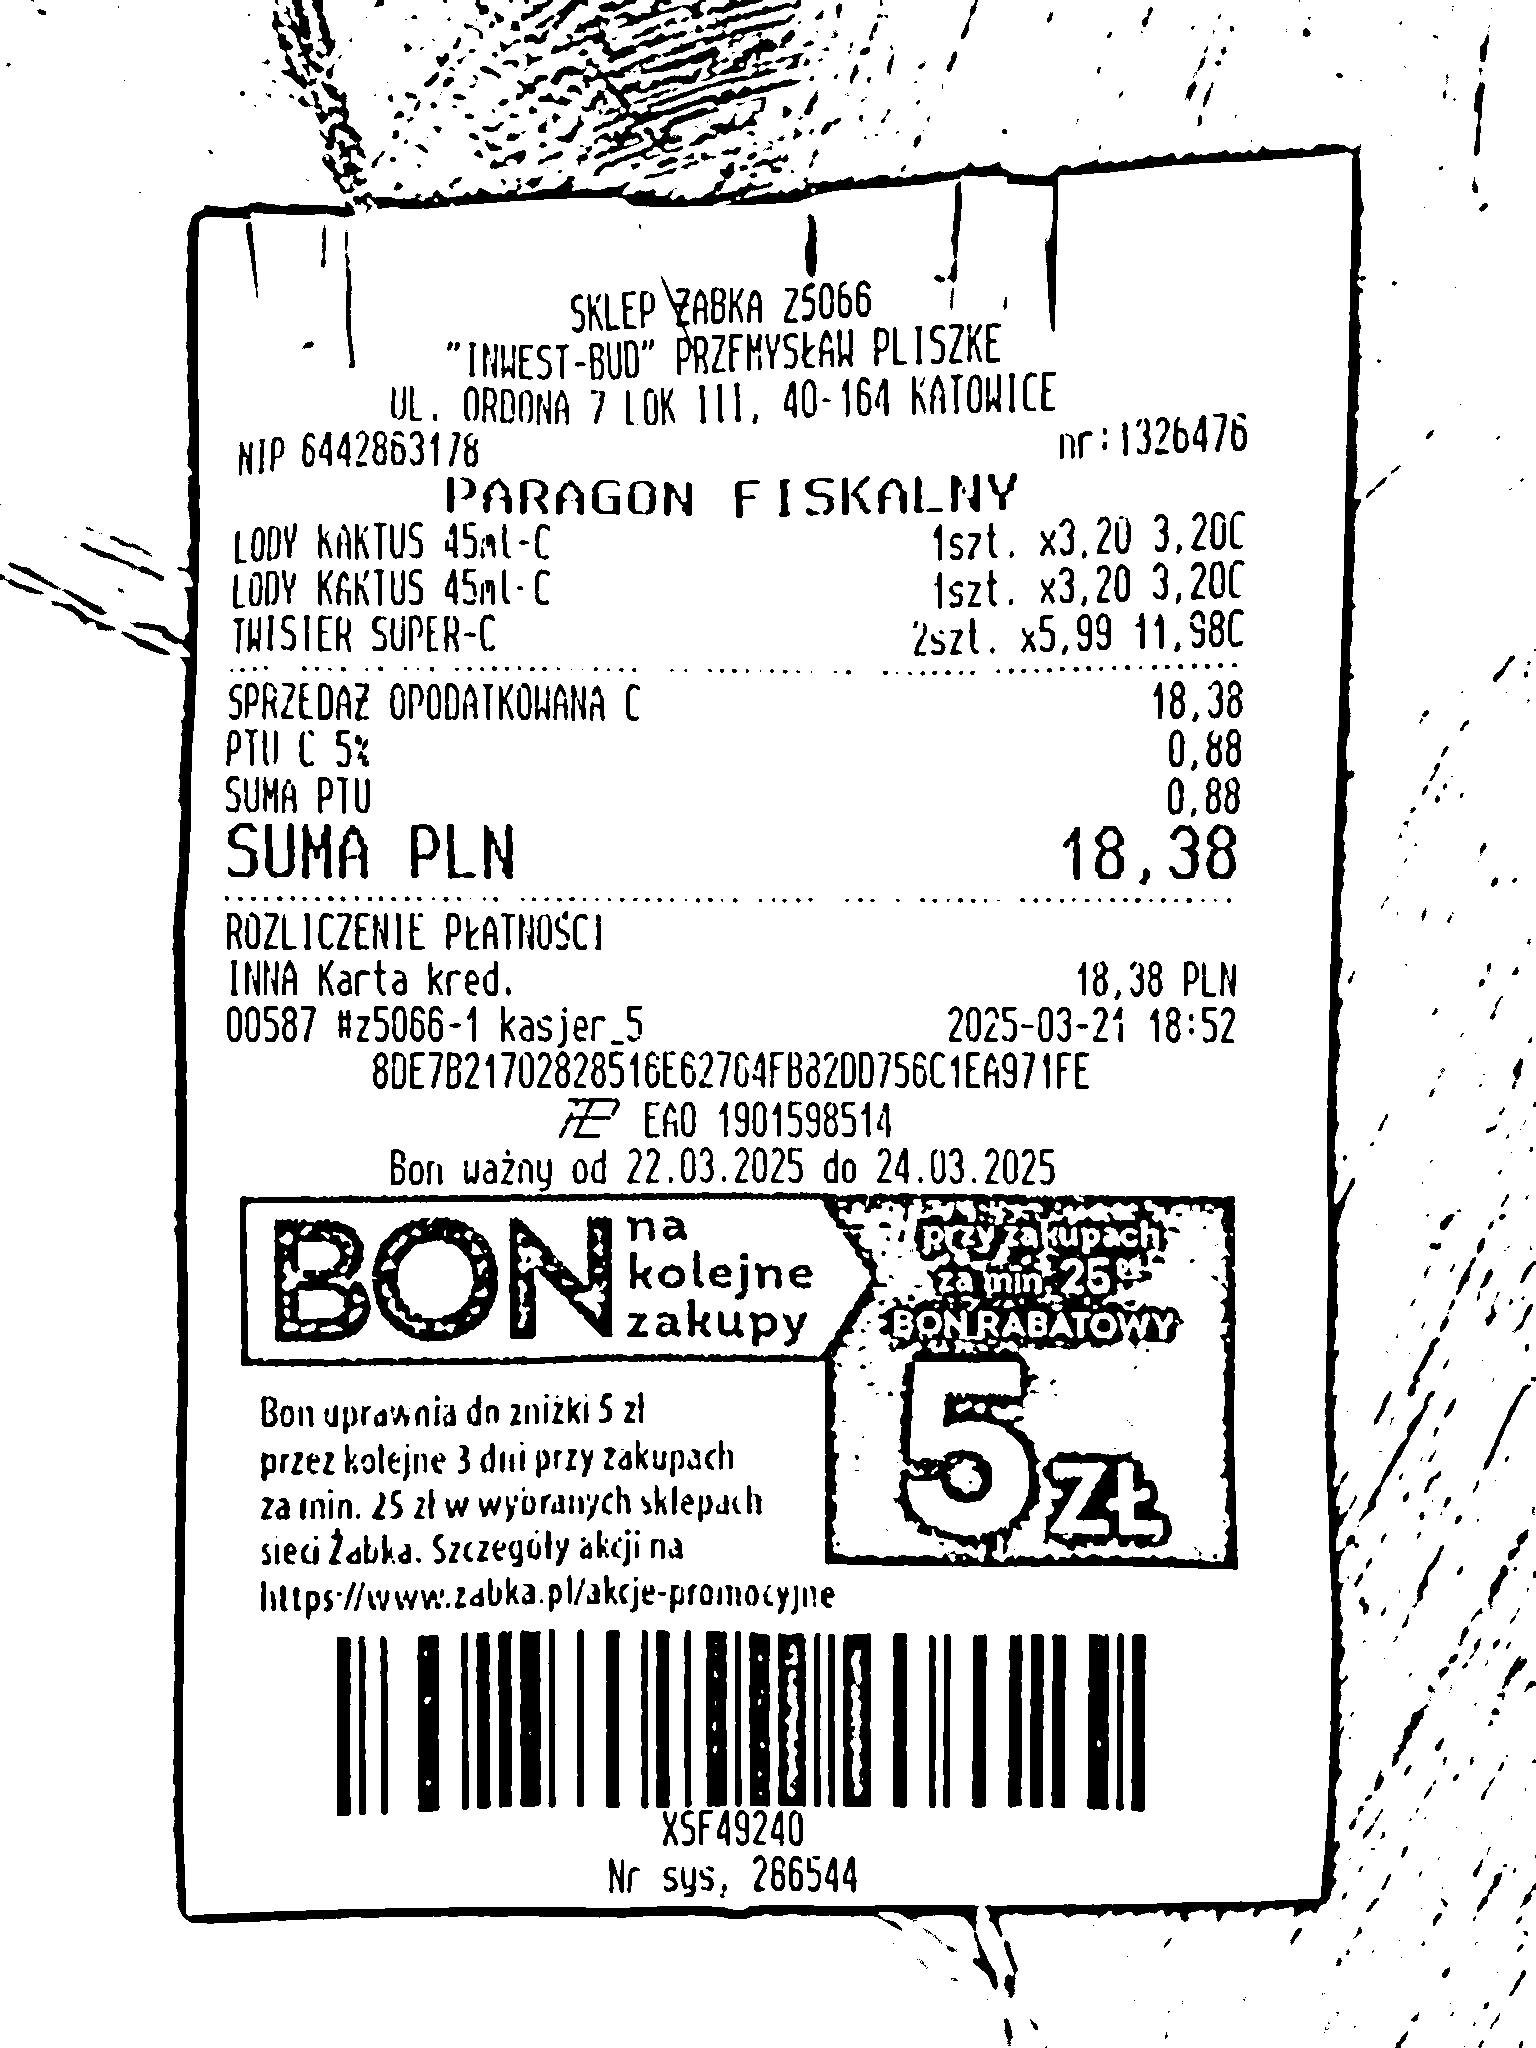 SKLEP ŻABKA Z5066
"INWEST-BUD" PRZEMYSŁAW PLISZKE
UL. ORDONA 7 LOK III, 40-164 KATOWICE
NIP 6442863178 nr:1326476
PARAGON FISKALNY
LODY KAKTUS 45ml-C 1szt. x3,20 3,20C
LODY KAKTUS 45ml-C 1szt. x3,20 3,20C
TWISTER SUPER-C 2szt. x5,99 11,98C
SPRZEDAŻ OPODATKOWANA C 18,38
PTU C 5% 0,88
SUMA PTU 0,88
SUMA PLN 18,38
ROZLICZENIE PŁATNOŚCI
INNA Karta kred. 18,38 PLN
00587 #z5066-1 kasjer_5 2025-03-21 18:52
EAO 1901598514
Bon ważny od 22.03.2025 do 24.03.2025
BON na kolejne zakupy
przy zakupach
za min. 25 zł
BON RABATOWY
5 ZŁ
Bon uprawnia do zniżki 5 zł
przez kolejne 3 dni przy zakupach
za min. 25 zł w wybranych sklepach
sieci Żabka. Szczegóły akcji na
https://www.zabka.pl/akcje-promocyjne
XSF49240
Nr sys, 286544